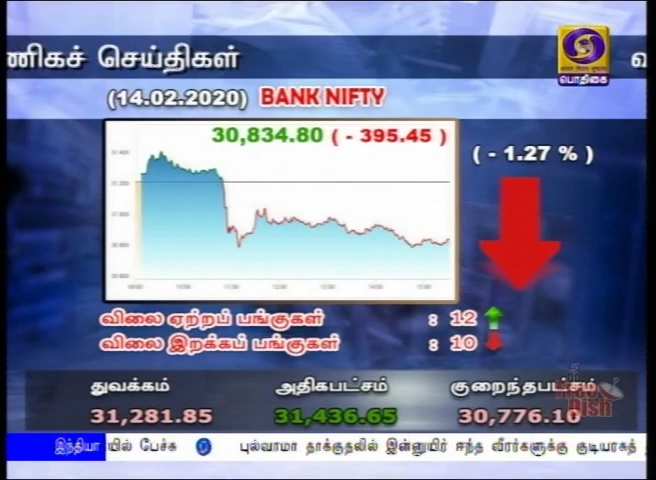 ணிகச் செய்திகள்
வ
பொதிகை
(14.02.2020) BANK NIFTY
30,834.80 ( - 395.45 )
( - 1.27 % )
விலை ஏற்றப் பங்குகள் : 12
விலை இறக்கப் பங்குகள் : 10
துவக்கம் அதிகபட்சம் குறைந்தபட்சம்
31,281.85 31,436.65 30,776.10
Dish
இந்தியா யில் பேச்சு புல்வாமா தாக்குதலில் இன்னுயிர் ஈந்த வீரர்களுக்கு குடியரசுத்